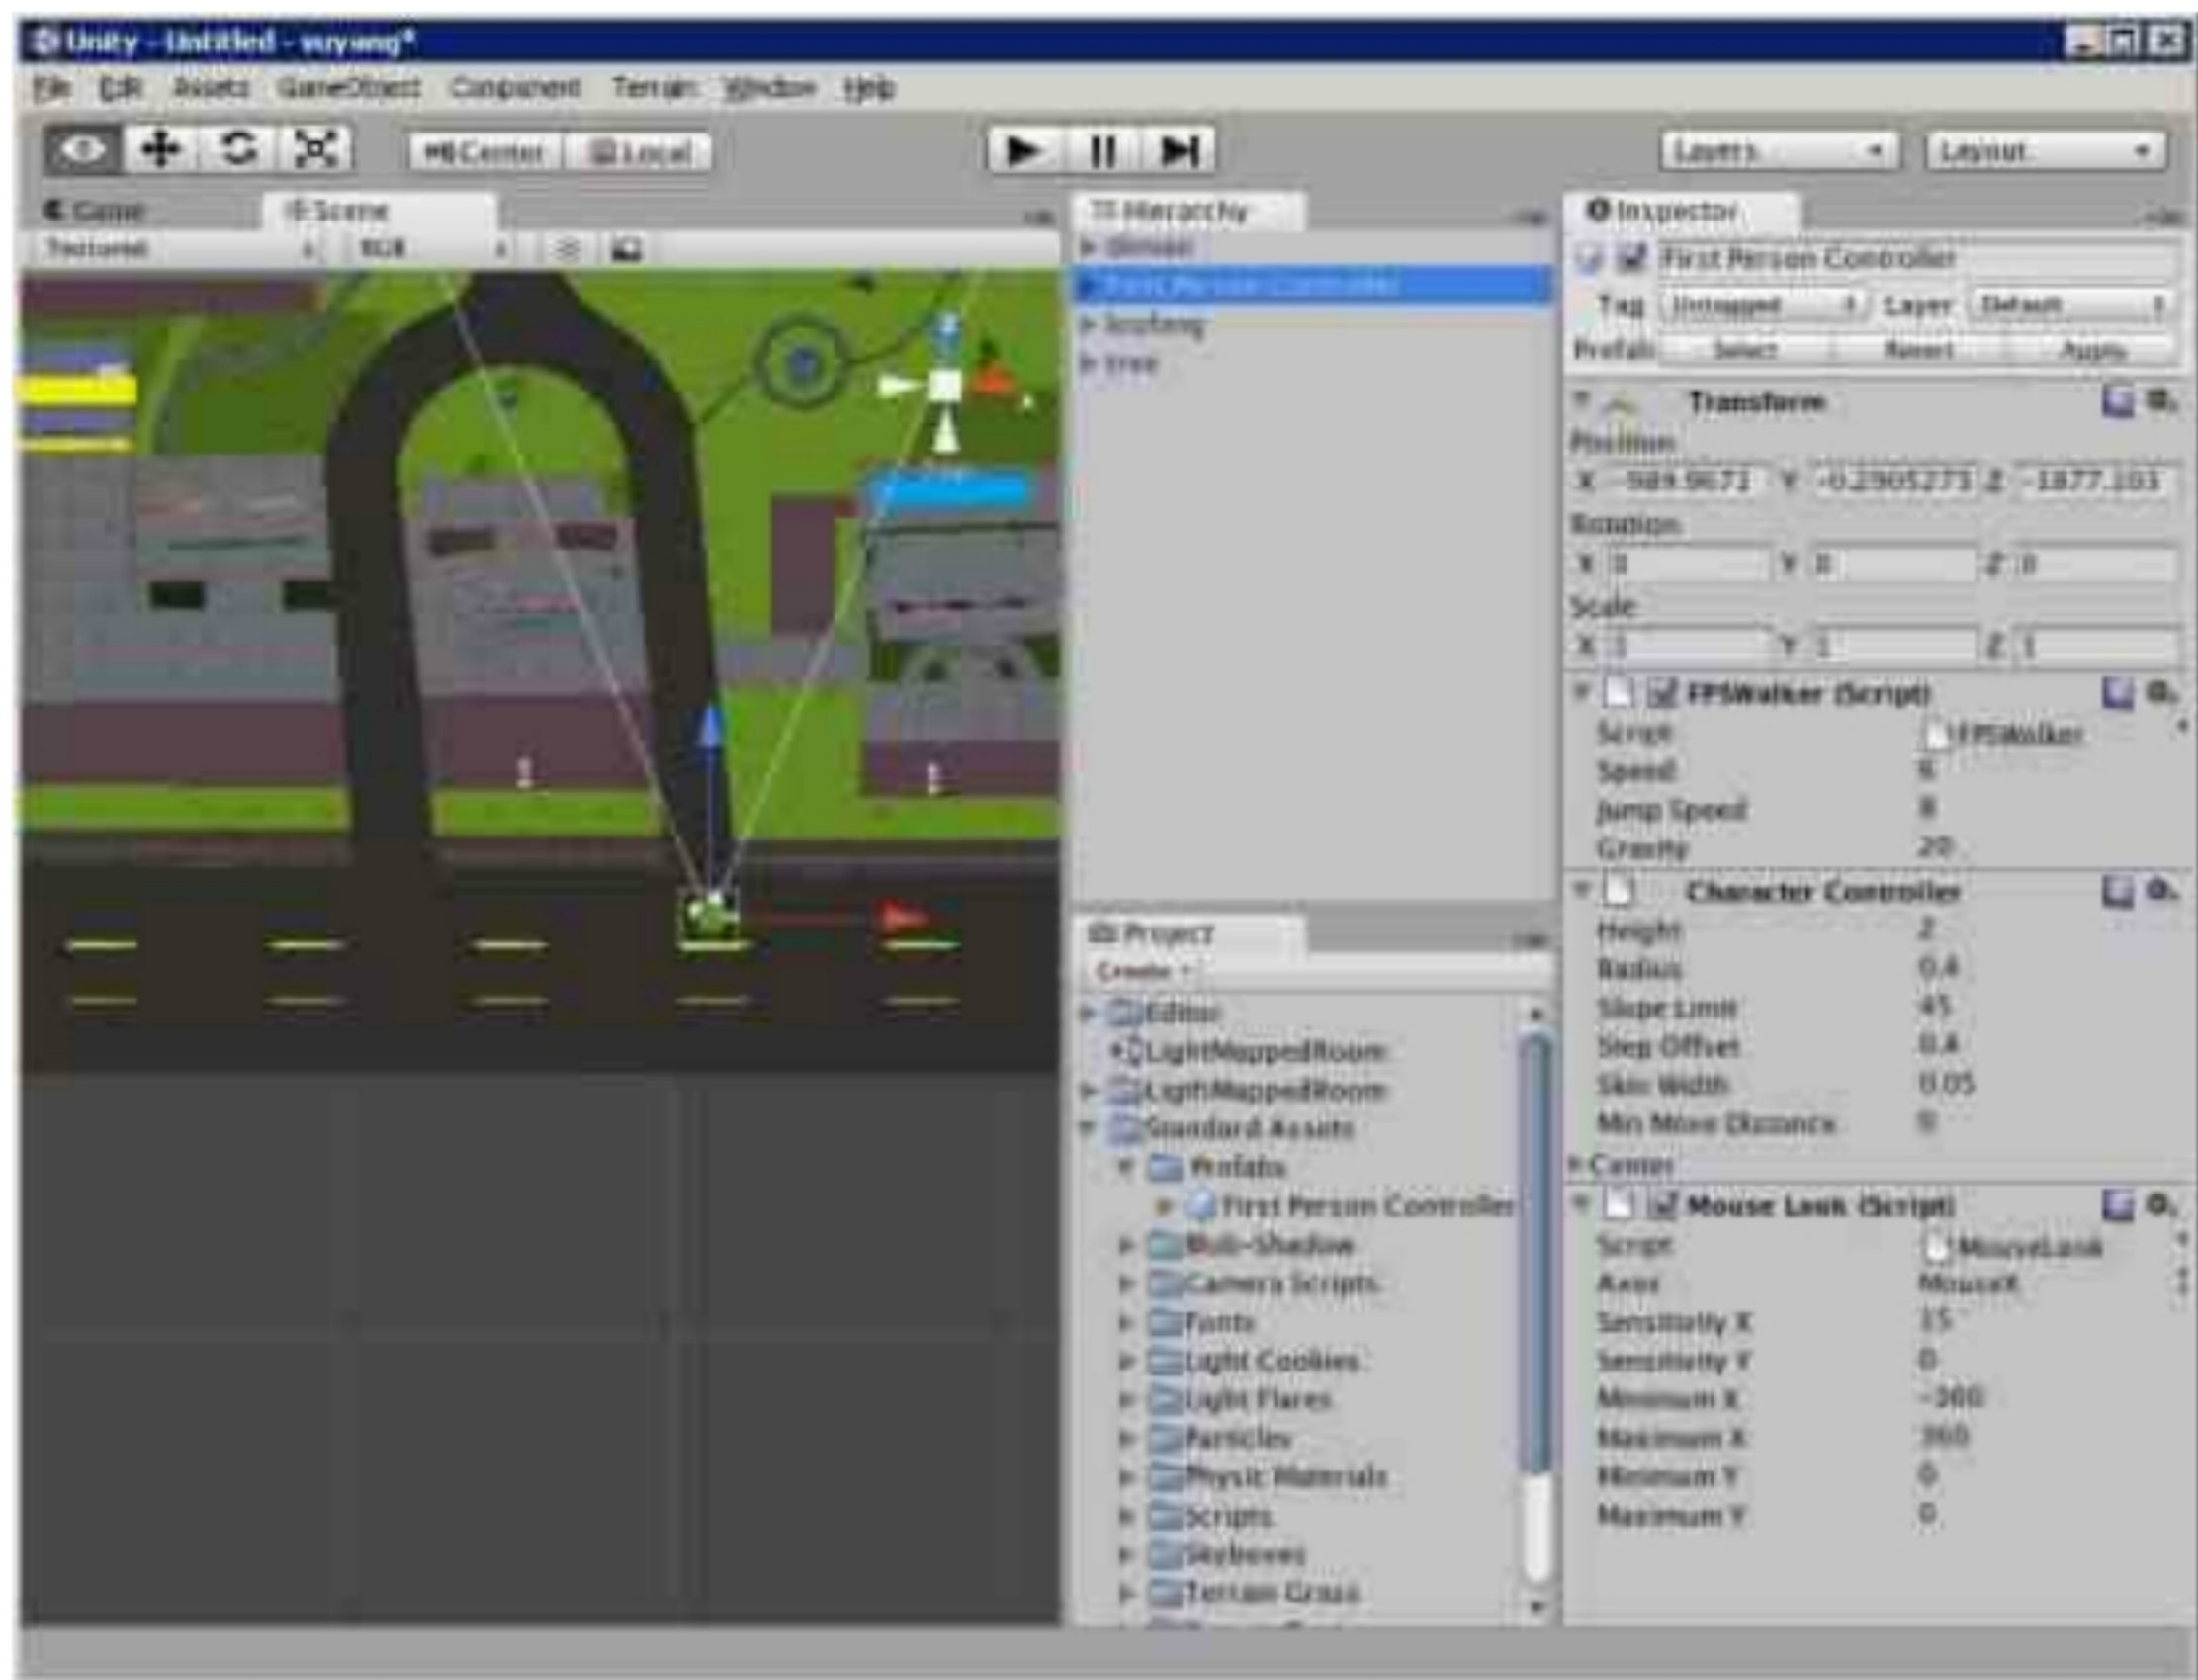 Unity - Untitled - yuyang*
File Edit Assets GameObject Component Terrain Window Help
Center Local
Layers Layout
Game Scene
Textured RGB
Hierarchy
First Person Controller
loufang
tree
Project
Create
Editor
LightMappedRoom
LigthMappedRoom
Standard Assets
Prefabs
First Person Controller
Blob-Shadow
Camera Scripts
Fonts
Light Cookies
Light Flares
Particles
Physic Materials
Scripts
Skyboxes
Terrain Grass
Inspector
First Person Controller
Tag Untagged Layer Default
Prefab Select Revert Apply
Transform
Position
X -989.9672 Y -0.2905273 Z -1877.103
Rotation
X 0 Y 0 Z 0
Scale
X 1 Y 1 Z 1
FPSWalker (Script)
Script FPSWalker
Speed 6
Jump Speed 8
Gravity 20
Character Controller
Height 2
Radius 0.4
Slope Limit 45
Step Offset 0.4
Skin Width 0.05
Min Move Distance 0
Center
Mouse Look (Script)
Script MouseLook
Axes MouseX
Sensitivity X 15
Sensitivity Y 0
Minimum X -360
Maximum X 360
Minimum Y 0
Maximum Y 0